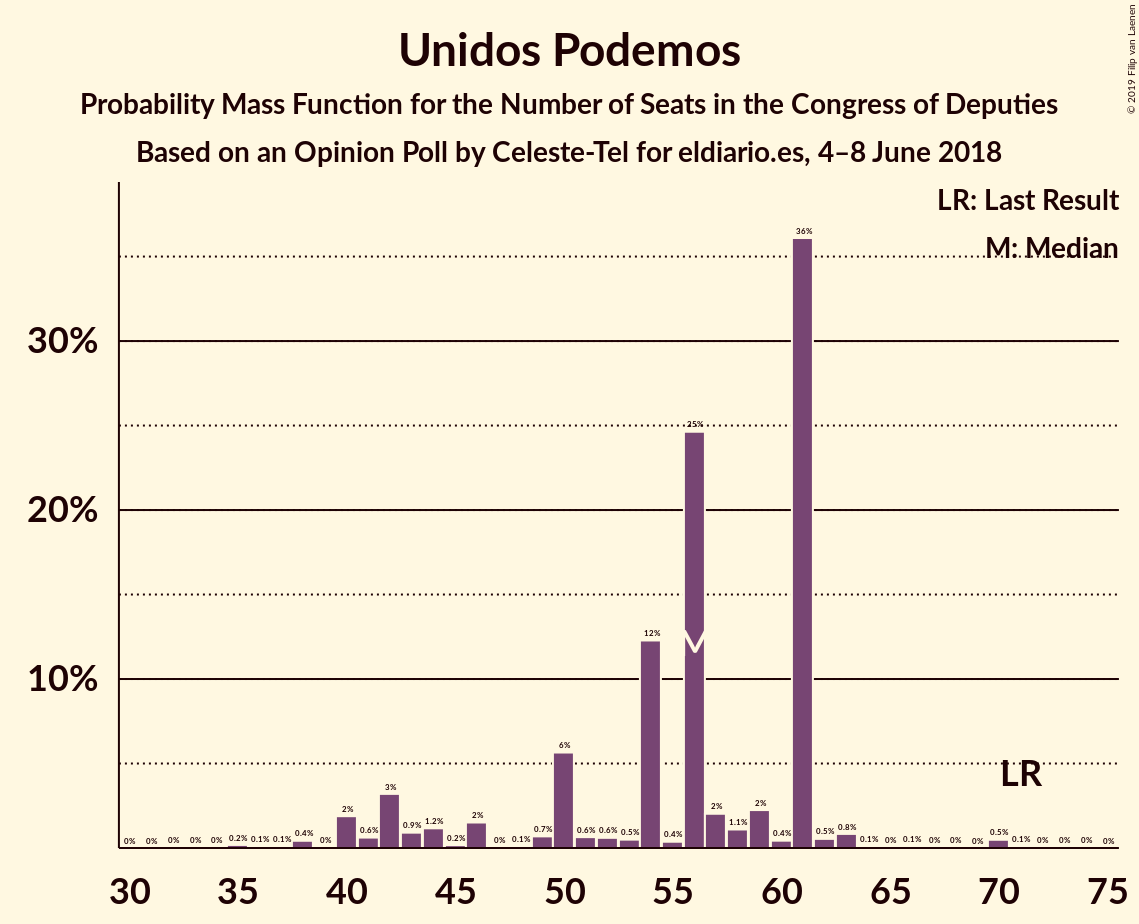 Unidos Podemos
Probability Mass Function for the Number of Seats in the Congress of Deputies
Based on an Opinion Poll by Celeste-Tel for eldiario.es, 4–8 June 2018
© 2019 Filip van Laenen
LR: Last Result
M: Median
30%
20%
10%
0% 0% 0% 0% 0% 0.2% 0.1% 0.1% 0.4% 0% 2% 0.6% 3% 0.9% 1.2% 0.2% 2% 0% 0.1% 0.7% 6% 0.6% 0.6% 0.5% 12% 0.4% 25% 2% 1.1% 2% 0.4% 36% 0.5% 0.8% 0.1% 0% 0.1% 0% 0% 0% 0.5% 0.1% 0% 0% 0% 0%
LR
30 35 40 45 50 55 60 65 70 75